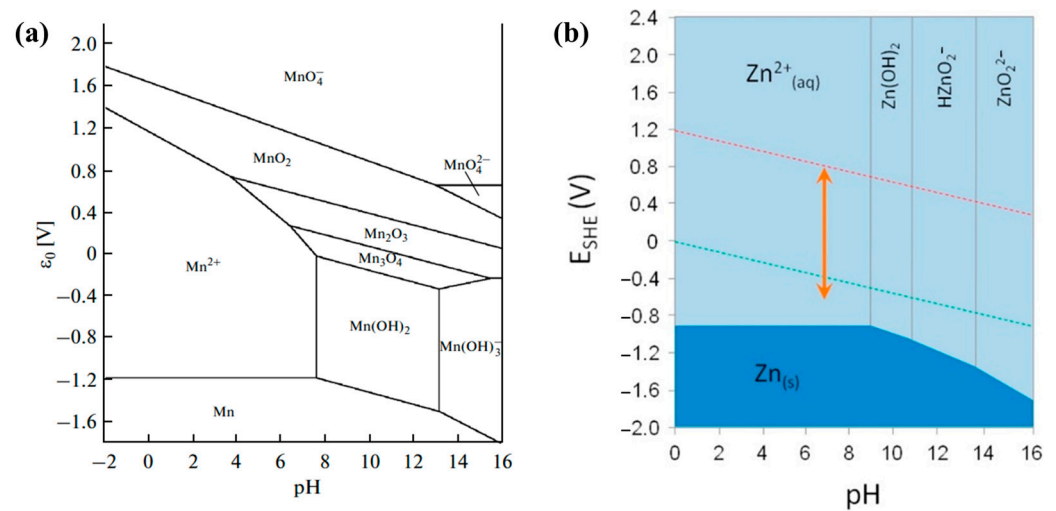 (a)
2.0
1.6
1.2
0.8
0.4
0
−0.4
−0.8
−1.2
−1.6
ε₀ [V]
MnO₄⁻
MnO₂
MnO₄²⁻
Mn₂O₃
Mn₃O₄
Mn²⁺
Mn(OH)₂
Mn(OH)₃⁻
Mn
−2 0 2 4 6 8 10 12 14 16
pH
(b)
2.4
2.0
1.6
1.2
0.8
0.4
0
−0.4
−0.8
−1.2
−1.6
−2.0
E_SHE (V)
Zn²⁺(aq)
Zn(OH)₂
HZnO₂⁻
ZnO₂²⁻
Zn(s)
0 2 4 6 8 10 12 14 16
pH